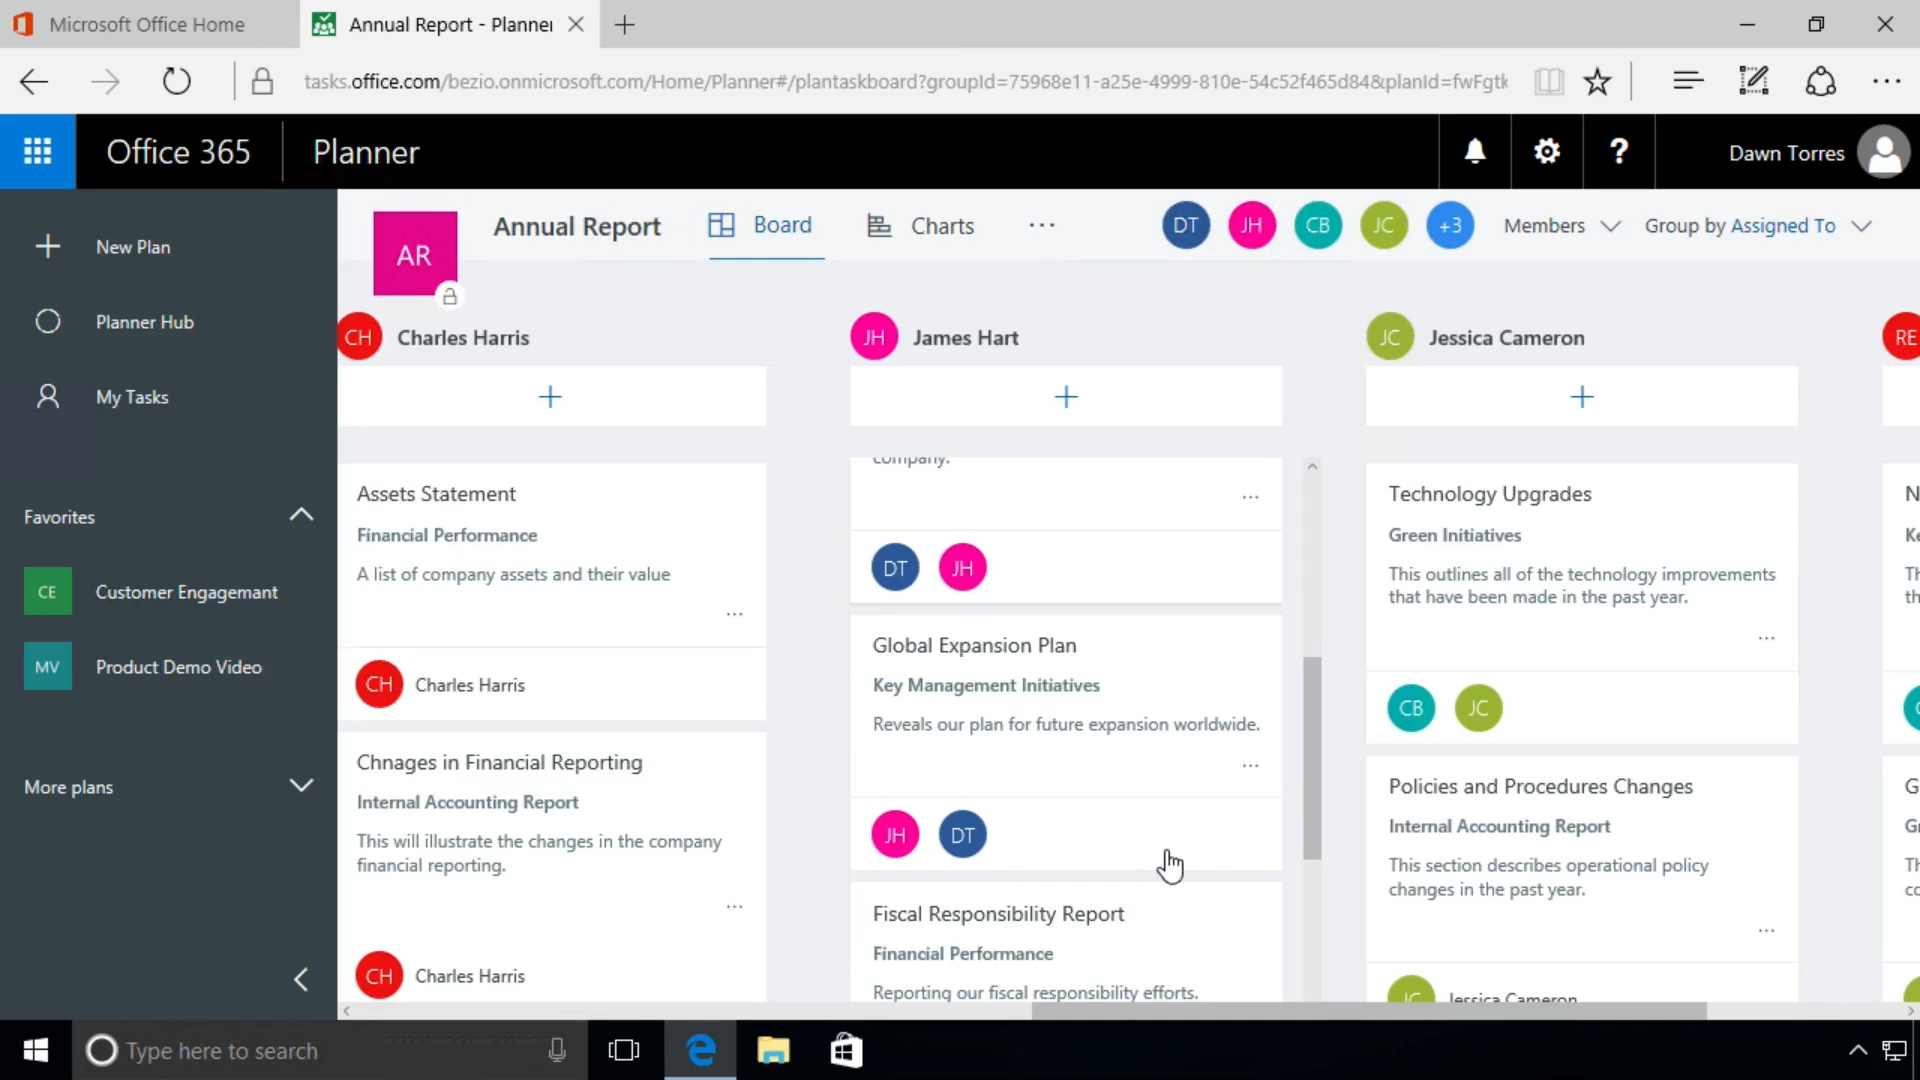 Microsoft Office Home
Annual Report - Planner
tasks.office.com/bezio.onmicrosoft.com/Home/Planner#/plantaskboard?groupId=75968e11-a25e-4999-810e-54c52f465d84&planId=fwFgtk
Office 365
Planner
?
Dawn Torres
New Plan
Planner Hub
My Tasks
Favorites
CE
Customer Engagemant
MV
Product Demo Video
More plans
AR
Annual Report
Board
Charts
...
DT
JH
CB
JC
+3
Members
Group by Assigned To
CH
Charles Harris
Assets Statement
Financial Performance
A list of company assets and their value
...
CH
Charles Harris
Chnages in Financial Reporting
Internal Accounting Report
This will illustrate the changes in the company
financial reporting.
...
CH
Charles Harris
JH
James Hart
company.
...
DT
JH
Global Expansion Plan
Key Management Initiatives
Reveals our plan for future expansion worldwide.
...
JH
DT
Fiscal Responsibility Report
Financial Performance
Reporting our fiscal responsibility efforts.
JC
Jessica Cameron
Technology Upgrades
Green Initiatives
This outlines all of the technology improvements
that have been made in the past year.
...
CB
JC
Policies and Procedures Changes
Internal Accounting Report
This section describes operational policy
changes in the past year.
...
JC
Jessica Cameron
RE
Type here to search